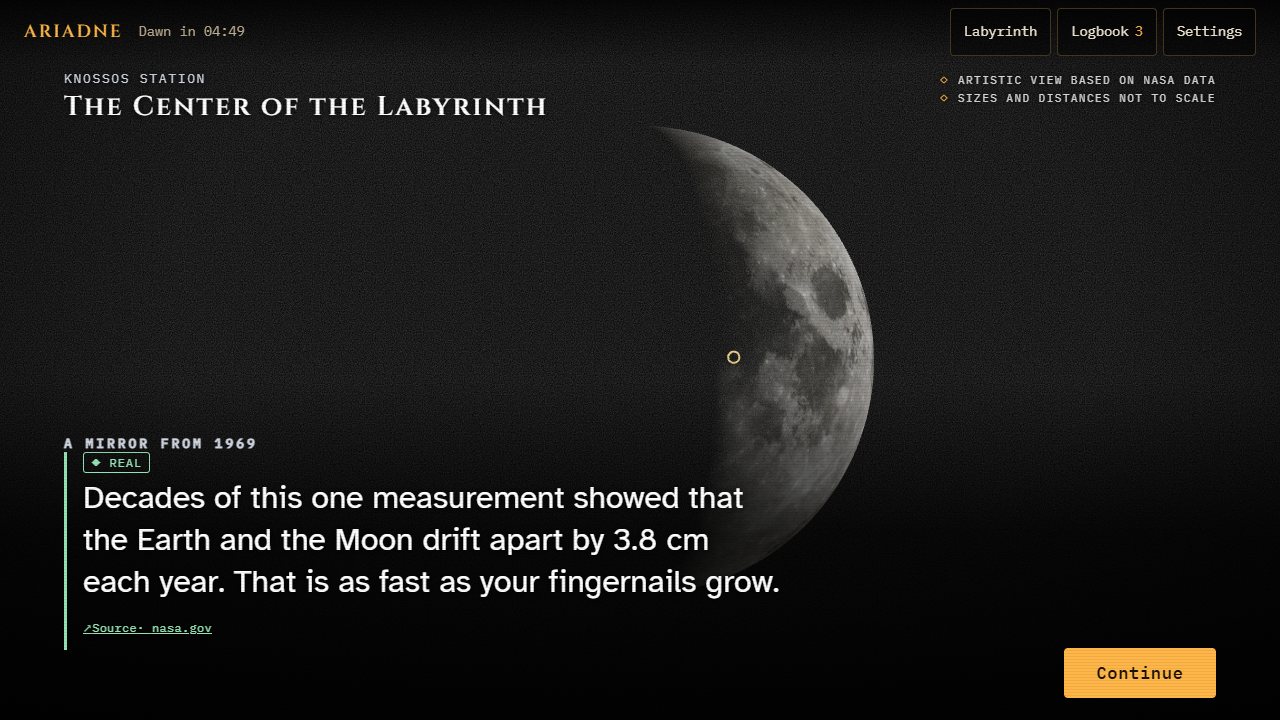 ARIADNE Dawn in 04:49 Labyrinth Logbook 3 Settings
KNOSSOS STATION
THE CENTER OF THE LABYRINTH
◇ ARTISTIC VIEW BASED ON NASA DATA
◇ SIZES AND DISTANCES NOT TO SCALE
A MIRROR FROM 1969
◆ REAL
Decades of this one measurement showed that
the Earth and the Moon drift apart by 3.8 cm
each year. That is as fast as your fingernails grow.
↗Source· nasa.gov
Continue